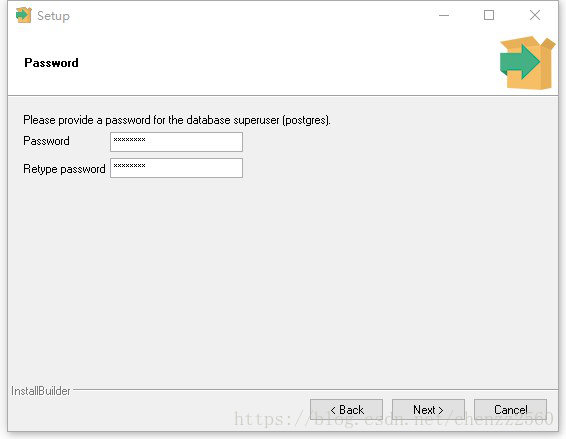 Setup
Password
Please provide a password for the database superuser (postgres).
Password ********
Retype password ********
InstallBuilder
< Back Next > Cancel
https://blog.csdn.net/chenzz2560